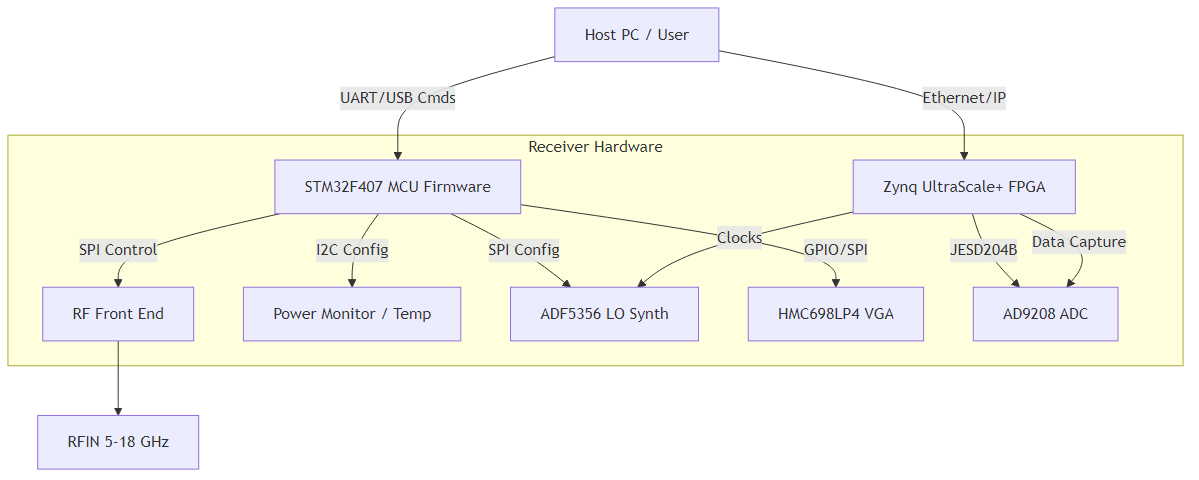 Host PC / User
UART/USB Cmds
Ethernet/IP
Receiver Hardware
STM32F407 MCU Firmware
Zynq UltraScale+ FPGA
SPI Control
I2C Config
SPI Config
Clocks
GPIO/SPI
JESD204B
Data Capture
RF Front End
Power Monitor / Temp
ADF5356 LO Synth
HMC698LP4 VGA
AD9208 ADC
RFIN 5-18 GHz